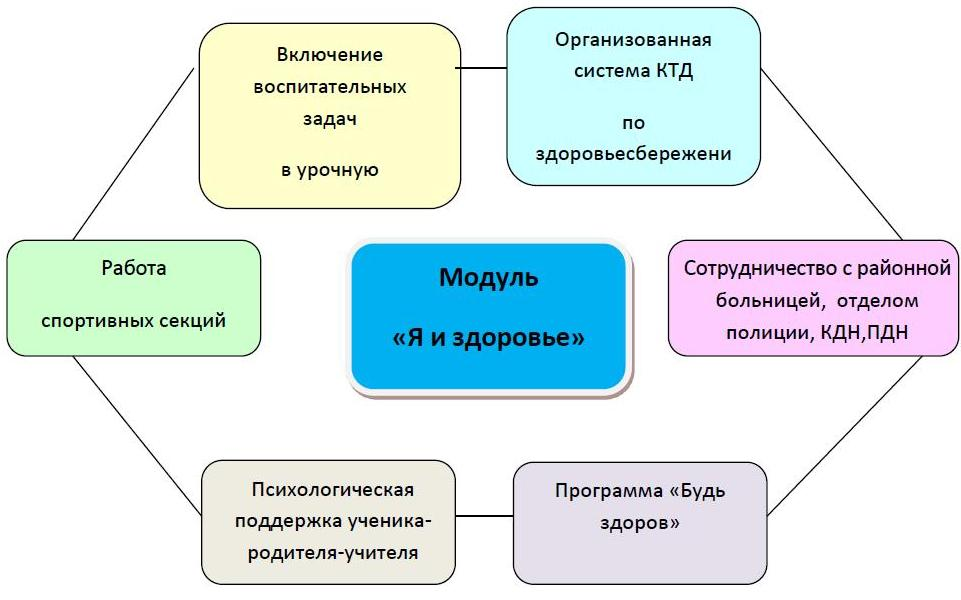 Включение
воспитательных
задач
в урочную
Организованная
система КТД
по
здоровьесбережени
Работа
спортивных секций
Модуль
«Я и здоровье»
Сотрудничество с районной
больницей, отделом
полиции, КДН,ПДН
Психологическая
поддержка ученика-
родителя-учителя
Программа «Будь
здоров»